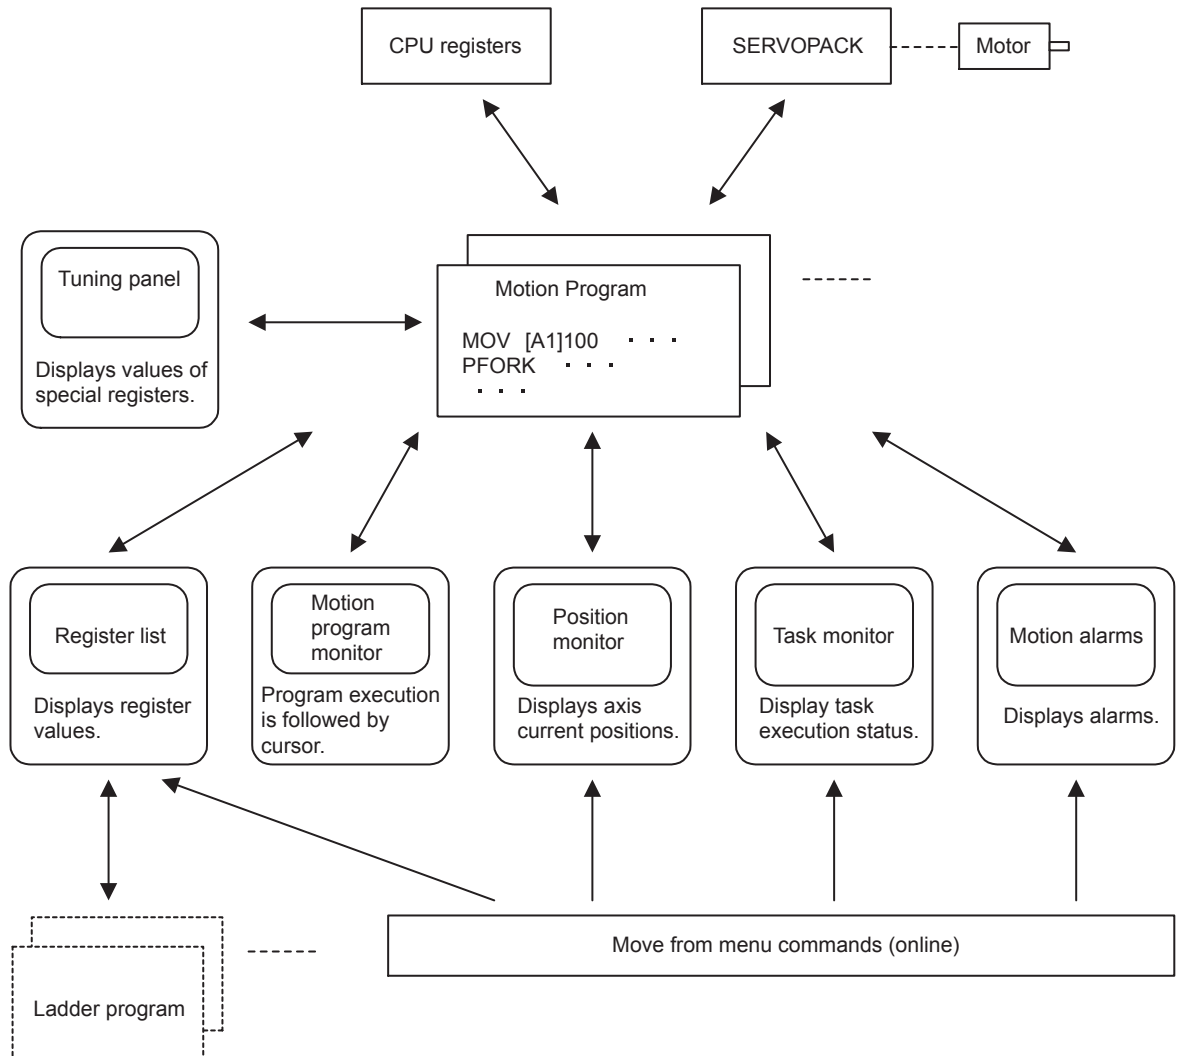 CPU registers
SERVOPACK
Motor
Tuning panel
Displays values of
special registers.
Motion Program
MOV [A1]100 · · ·
PFORK · · ·
· · ·
Register list
Displays register
values.
Motion
program
monitor
Program execution
is followed by
cursor.
Position
monitor
Displays axis
current positions.
Task monitor
Display task
execution status.
Motion alarms
Displays alarms.
Ladder program
Move from menu commands (online)